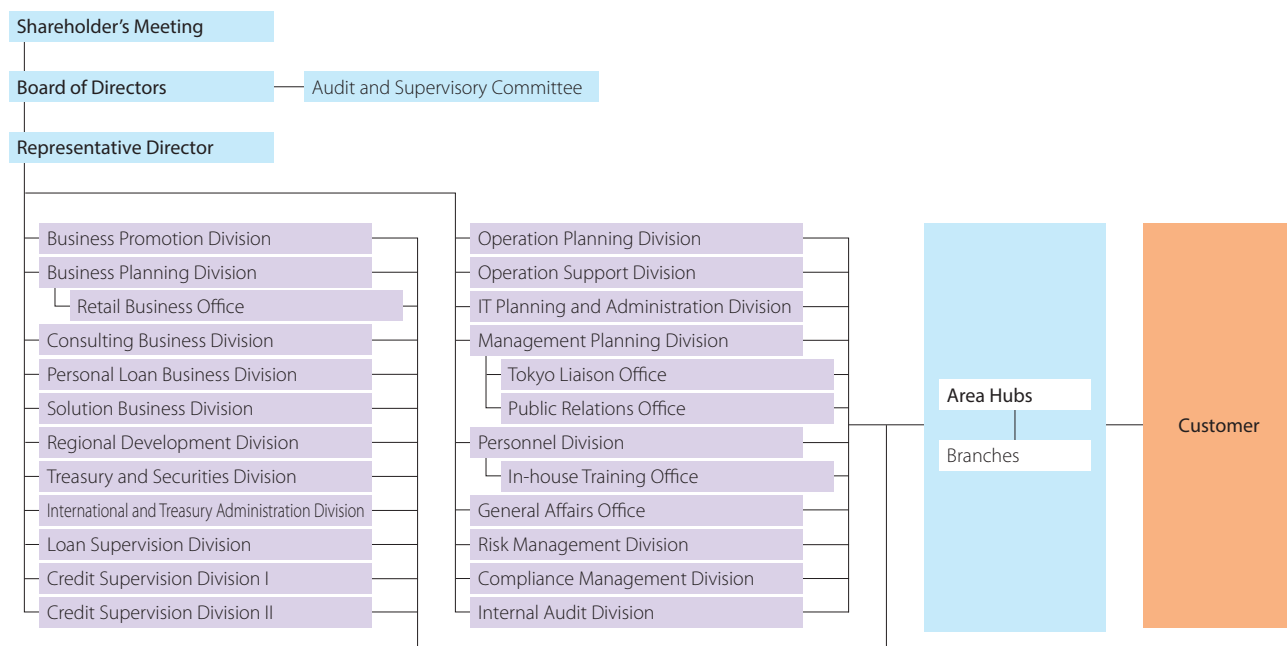 Shareholder’s Meeting
Board of Directors
Audit and Supervisory Committee
Representative Director
Business Promotion Division
Business Planning Division
Retail Business Office
Consulting Business Division
Personal Loan Business Division
Solution Business Division
Regional Development Division
Treasury and Securities Division
International and Treasury Administration Division
Loan Supervision Division
Credit Supervision Division I
Credit Supervision Division II
Operation Planning Division
Operation Support Division
IT Planning and Administration Division
Management Planning Division
Tokyo Liaison Office
Public Relations Office
Personnel Division
In-house Training Office
General Affairs Office
Risk Management Division
Compliance Management Division
Internal Audit Division
Area Hubs
Branches
Customer